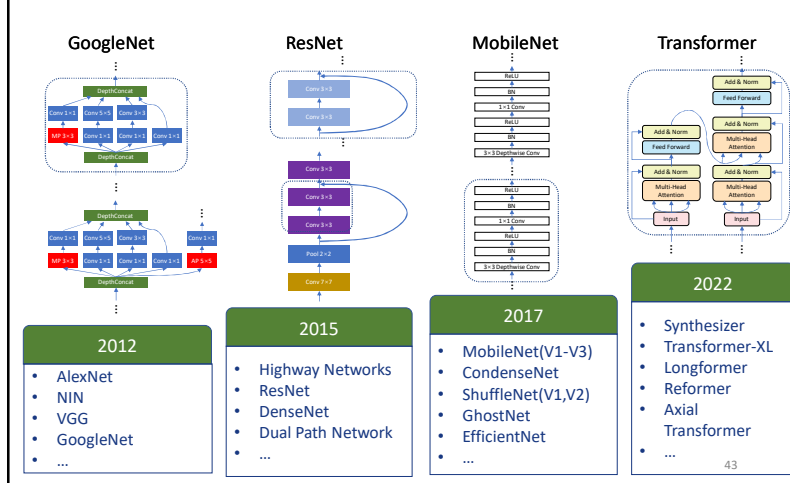 GoogleNet
⋮
DepthConcat
Conv 1×1
Conv 5×5
Conv 3×3
MP 3×3
Conv 1×1
Conv 1×1
Conv 1×1
DepthConcat
⋮
⋮
DepthConcat
Conv 1×1
Conv 5×5
Conv 3×3
Conv 1×1
MP 3×3
Conv 1×1
Conv 1×1
Conv 1×1
AP 5×5
DepthConcat
⋮
2012
• AlexNet
• NIN
• VGG
• GoogleNet
• ...
ResNet
⋮
Conv 3×3
Conv 3×3
⋮
Conv 3×3
Conv 3×3
Conv 3×3
Pool 2×2
Conv 7×7
2015
• Highway Networks
• ResNet
• DenseNet
• Dual Path Network
• ...
MobileNet
⋮
ReLU
BN
1×1 Conv
ReLU
BN
3×3 Depthwise Conv
⋮
ReLU
BN
1×1 Conv
ReLU
BN
3×3 Depthwise Conv
⋮
2017
• MobileNet(V1-V3)
• CondenseNet
• ShuffleNet(V1,V2)
• GhostNet
• EfficientNet
• ...
Transformer
⋮
Add & Norm
Feed Forward
Add & Norm
Multi-Head
Attention
Add & Norm
Feed Forward
Add & Norm
Multi-Head
Attention
Add & Norm
Multi-Head
Attention
Input
Input
⋮
⋮
2022
• Synthesizer
• Transformer-XL
• Longformer
• Reformer
• Axial
Transformer
• ...
43